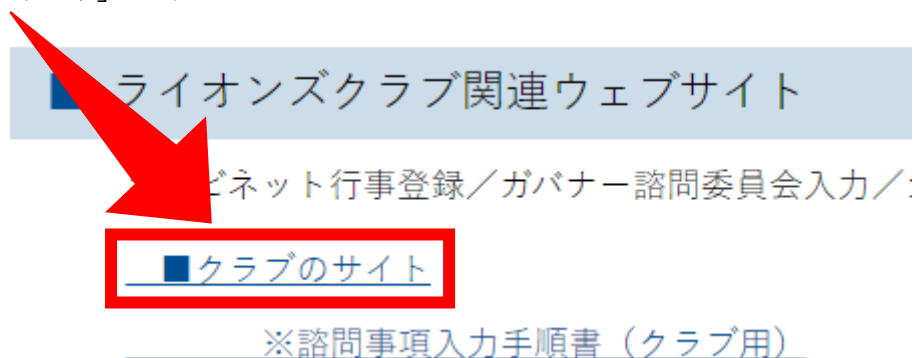 ■ ライオンズクラブ関連ウェブサイト
ビネット行事登録／ガバナー諮問委員会入力／
■クラブのサイト
※諮問事項入力手順書（クラブ用）